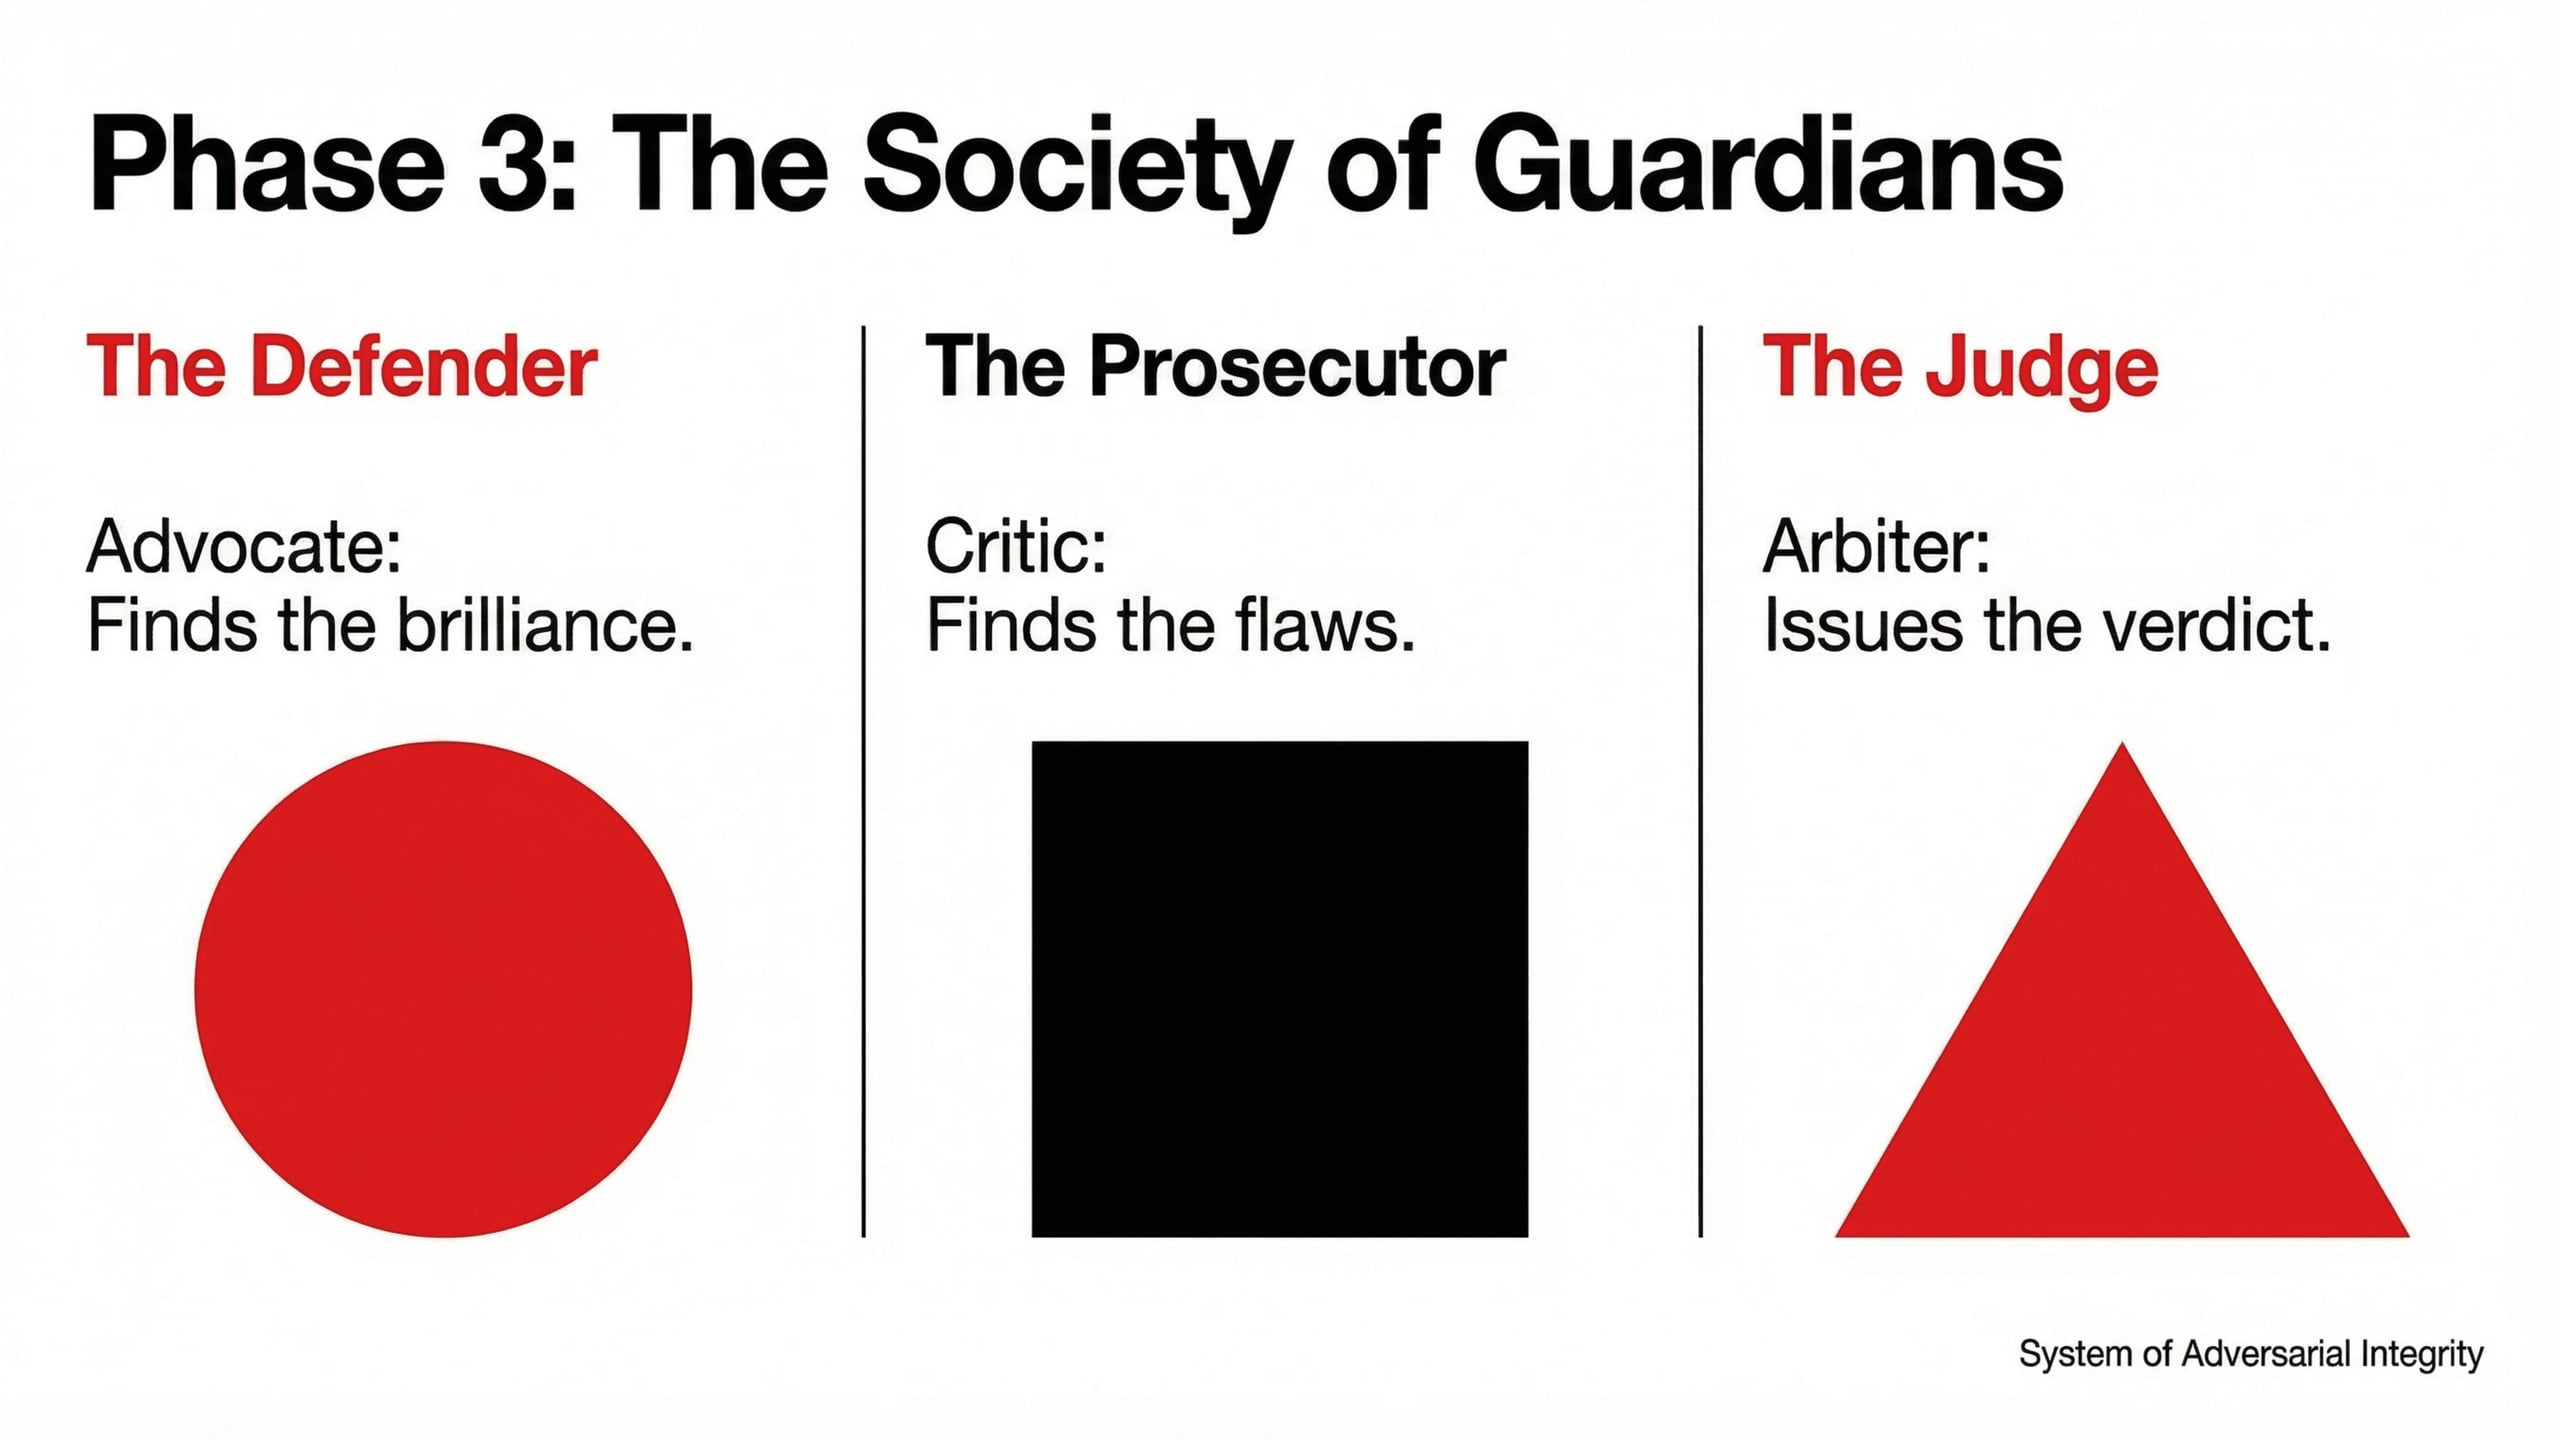 Phase 3: The Society of Guardians
The Defender
Advocate:
Finds the brilliance.
The Prosecutor
Critic:
Finds the flaws.
The Judge
Arbiter:
Issues the verdict.
System of Adversarial Integrity